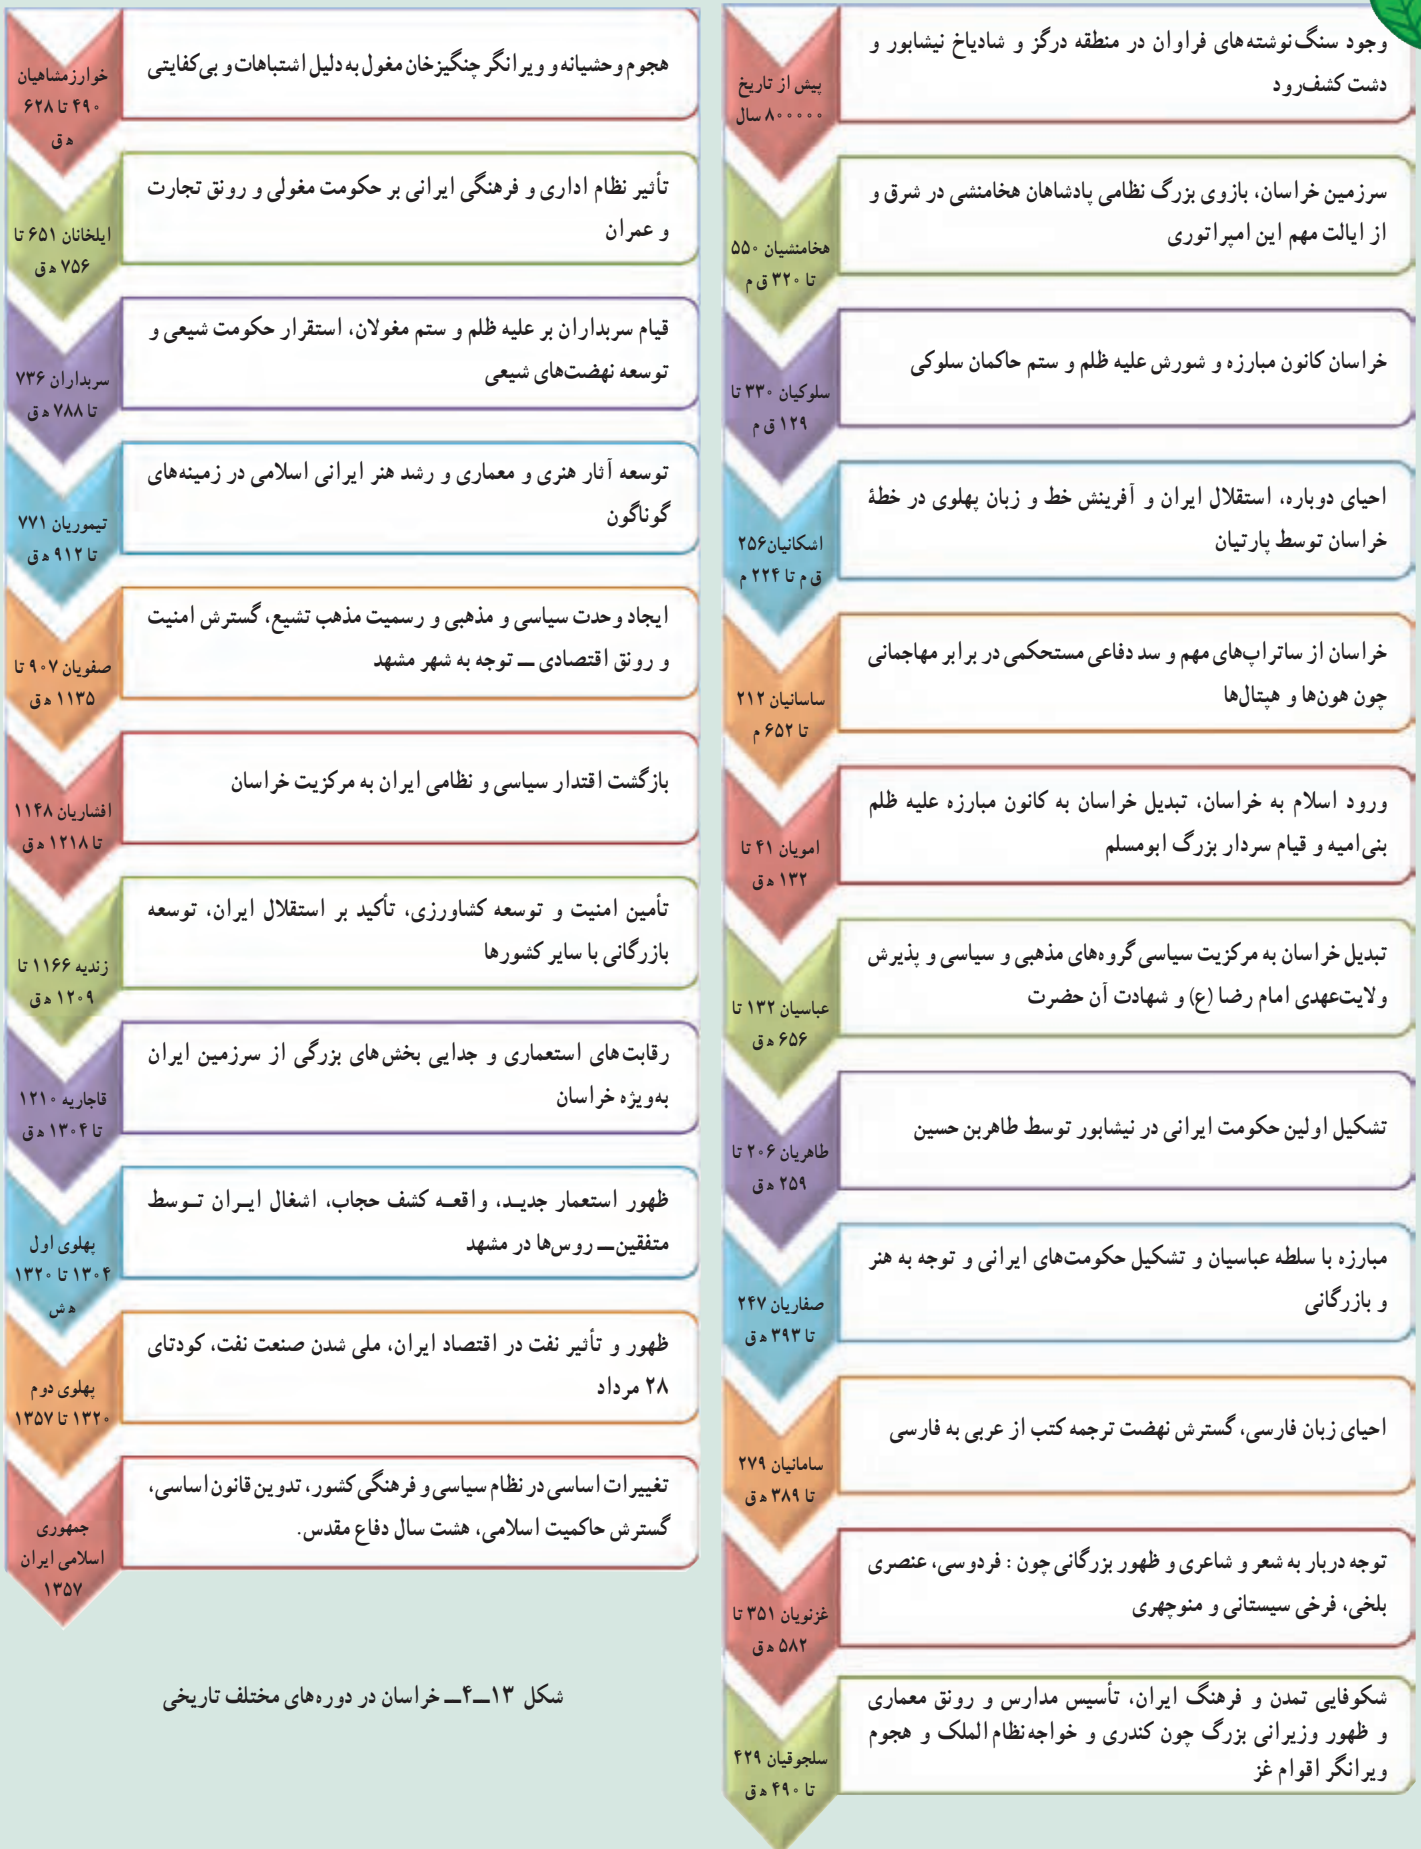 وجود سنگ‌نوشته‌های فراوان در منطقه درگز و شادیاخ نیشابور و
دشت کشف‌رود
پیش از تاریخ
۸۰۰۰۰۰ سال
سرزمین خراسان، بازوی بزرگ نظامی پادشاهان هخامنشی در شرق و
از ایالت مهم این امپراتوری
هخامنشیان ۵۵۰
تا ۳۲۰ ق م
خراسان کانون مبارزه و شورش علیه ظلم و ستم حاکمان سلوکی
سلوکیان ۳۳۰ تا
۱۲۹ ق م
احیای دوباره، استقلال ایران و آفرینش خط و زبان پهلوی در خطهٔ
خراسان توسط پارتیان
اشکانیان۲۵۶
ق م تا ۲۲۴ م
خراسان از ساتراپ‌های مهم و سد دفاعی مستحکمی در برابر مهاجمانی
چون هون‌ها و هپتال‌ها
ساسانیان ۲۱۲
تا ۶۵۲ م
ورود اسلام به خراسان، تبدیل خراسان به کانون مبارزه علیه ظلم
بنی‌امیه و قیام سردار بزرگ ابومسلم
امویان ۴۱ تا
۱۳۲ ه‍ ق
تبدیل خراسان به مرکزیت سیاسی گروه‌های مذهبی و سیاسی و پذیرش
ولایت‌عهدی امام رضا (ع) و شهادت آن حضرت
عباسیان ۱۳۲ تا
۶۵۶ ه‍ ق
تشکیل اولین حکومت ایرانی در نیشابور توسط طاهربن حسین
طاهریان ۲۰۶ تا
۲۵۹ ه‍ ق
مبارزه با سلطه عباسیان و تشکیل حکومت‌های ایرانی و توجه به هنر
و بازرگانی
صفاریان ۲۴۷
تا ۳۹۳ ه‍ ق
احیای زبان فارسی، گسترش نهضت ترجمه کتب از عربی به فارسی
سامانیان ۲۷۹
تا ۳۸۹ ه‍ ق
توجه دربار به شعر و شاعری و ظهور بزرگانی چون : فردوسی، عنصری
بلخی، فرخی سیستانی و منوچهری
غزنویان ۳۵۱ تا
۵۸۲ ه‍ ق
شکوفایی تمدن و فرهنگ ایران، تأسیس مدارس و رونق معماری
و ظهور وزیرانی بزرگ چون کندری و خواجه‌نظام الملک و هجوم
ویرانگر اقوام غز
سلجوقیان ۴۲۹
تا ۴۹۰ ه‍ ق
هجوم وحشیانه و ویرانگر چنگیزخان مغول به‌دلیل اشتباهات و بی‌کفایتی
خوارزمشاهیان
۴۹۰ تا ۶۲۸
ه‍ ق
تأثیر نظام اداری و فرهنگی ایرانی بر حکومت مغولی و رونق تجارت
و عمران
ایلخانان ۶۵۱ تا
۷۵۶ ه‍ ق
قیام سربداران بر علیه ظلم و ستم مغولان، استقرار حکومت شیعی و
توسعه نهضت‌های شیعی
سربداران ۷۳۶
تا ۷۸۸ ه‍ ق
توسعه آثار هنری و معماری و رشد هنر ایرانی اسلامی در زمینه‌های
گوناگون
تیموریان ۷۷۱
تا ۹۱۲ ه‍ ق
ایجاد وحدت سیاسی و مذهبی و رسمیت مذهب تشیع، گسترش امنیت
و رونق اقتصادی ــ توجه به شهر مشهد
صفویان ۹۰۷ تا
۱۱۳۵ ه‍ ق
بازگشت اقتدار سیاسی و نظامی ایران به مرکزیت خراسان
افشاریان ۱۱۴۸
تا ۱۲۱۸ ه‍ ق
تأمین امنیت و توسعه کشاورزی، تأکید بر استقلال ایران، توسعه
بازرگانی با سایر کشورها
زندیه ۱۱۶۶ تا
۱۲۰۹ ه‍ ق
رقابت‌های استعماری و جدایی بخش‌های بزرگی از سرزمین ایران
به‌ویژه خراسان
قاجاریه ۱۲۱۰
تا ۱۳۰۴ ه‍ ق
ظهور استعمار جدیـد، واقعـه کشف حجاب، اشغال ایـران تـوسط
متفقین‌ــ روس‌ها در مشهد
پهلوی اول
۱۳۰۴ تا ۱۳۲۰
ه‍ ش
ظهور و تأثیر نفت در اقتصاد ایران، ملی شدن صنعت نفت، کودتای
۲۸ مرداد
پهلوی دوم
۱۳۲۰ تا ۱۳۵۷
تغییرات اساسی در نظام سیاسی و فرهنگی کشور، تدوین قانون اساسی،
گسترش حاکمیت اسلامی، هشت سال دفاع مقدس.
جمهوری
اسلامی ایران
۱۳۵۷
شکل ۱۳ــ۴ــ خراسان در دوره‌های مختلف تاریخی